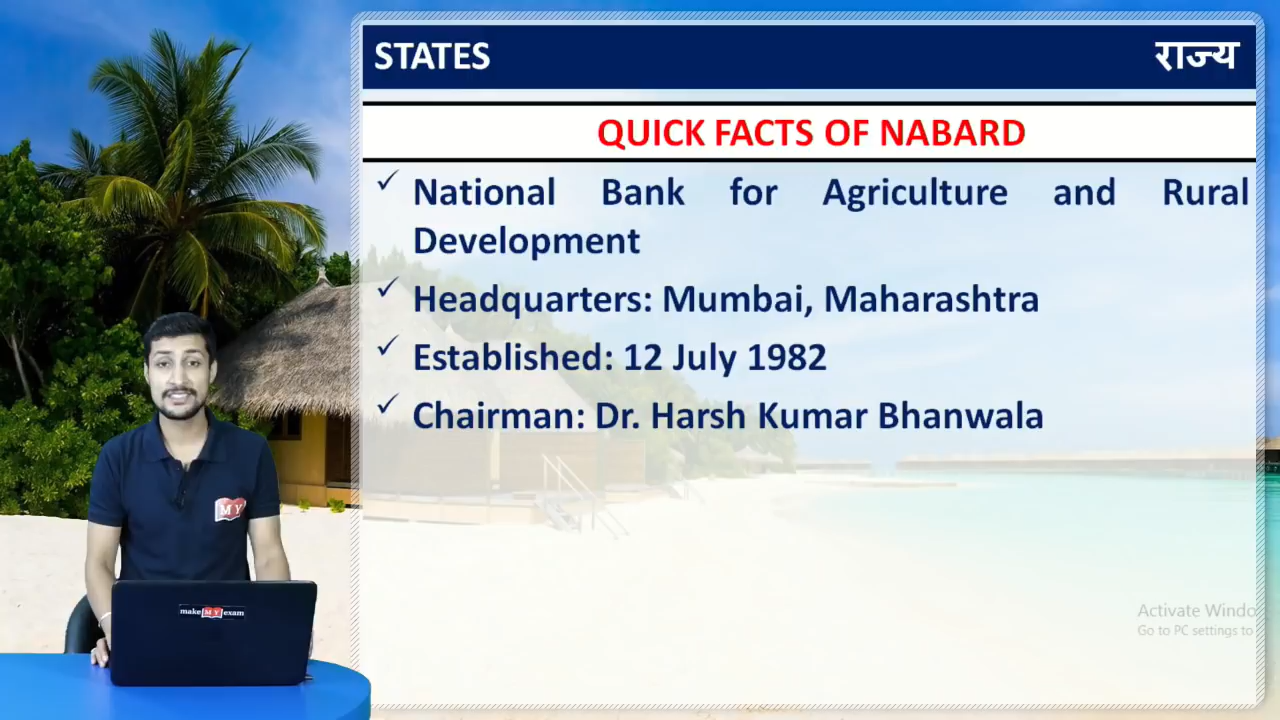 STATES राज्य
QUICK FACTS OF NABARD
✓ National Bank for Agriculture and Rural
Development
✓ Headquarters: Mumbai, Maharashtra
✓ Established: 12 July 1982
✓ Chairman: Dr. Harsh Kumar Bhanwala
MY
make MY exam
Activate Windo
Go to PC settings to